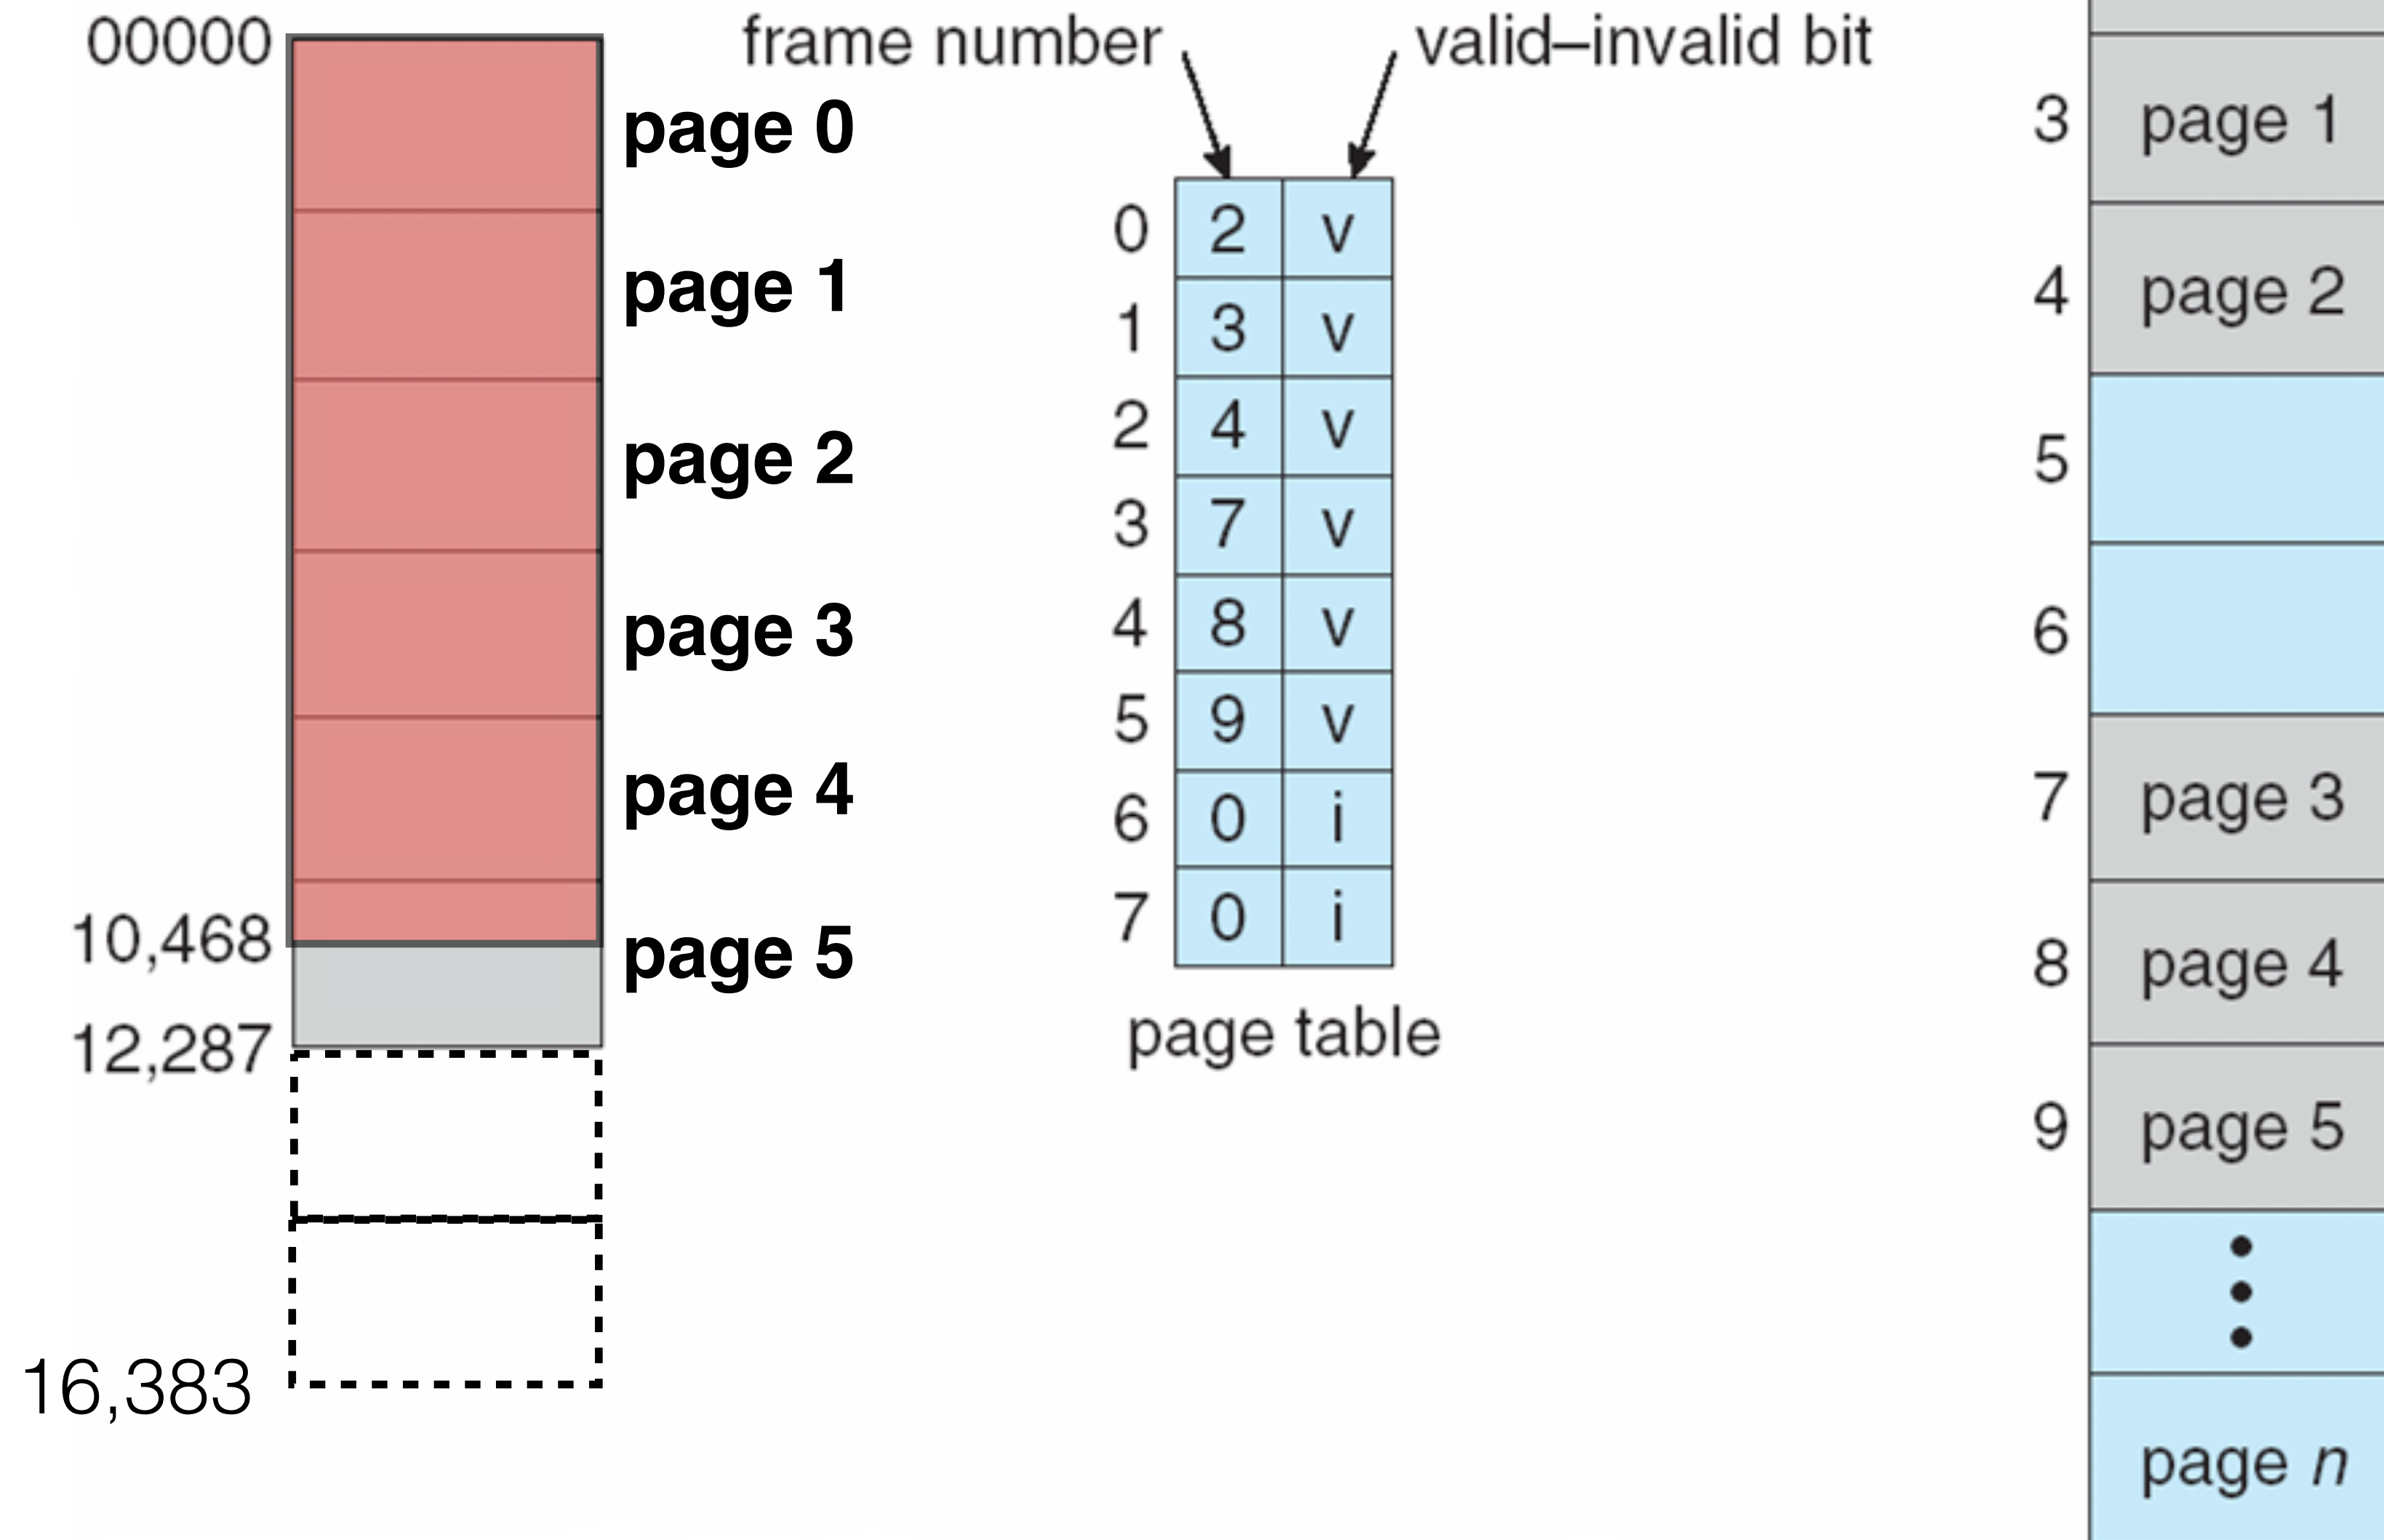 00000
page 0
page 1
page 2
page 3
page 4
10,468
page 5
12,287
16,383
frame number
valid–invalid bit
0 2 v
1 3 v
2 4 v
3 7 v
4 8 v
5 9 v
6 0 i
7 0 i
page table
3 page 1
4 page 2
5
6
7 page 3
8 page 4
9 page 5
page n